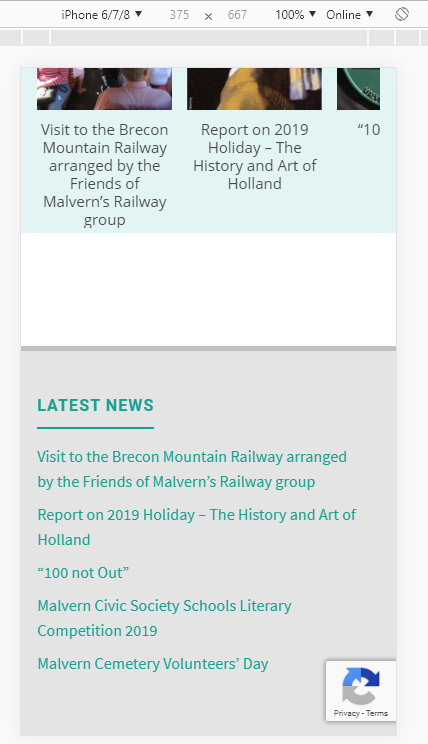 iPhone 6/7/8 ▼ 375 × 667 100% ▼ Online ▼
Visit to the Brecon
Mountain Railway
arranged by the
Friends of
Malvern’s Railway
group
Report on 2019
Holiday – The
History and Art of
Holland
“10
LATEST NEWS
Visit to the Brecon Mountain Railway arranged
by the Friends of Malvern’s Railway group
Report on 2019 Holiday – The History and Art of
Holland
“100 not Out”
Malvern Civic Society Schools Literary
Competition 2019
Malvern Cemetery Volunteers’ Day
Privacy - Terms